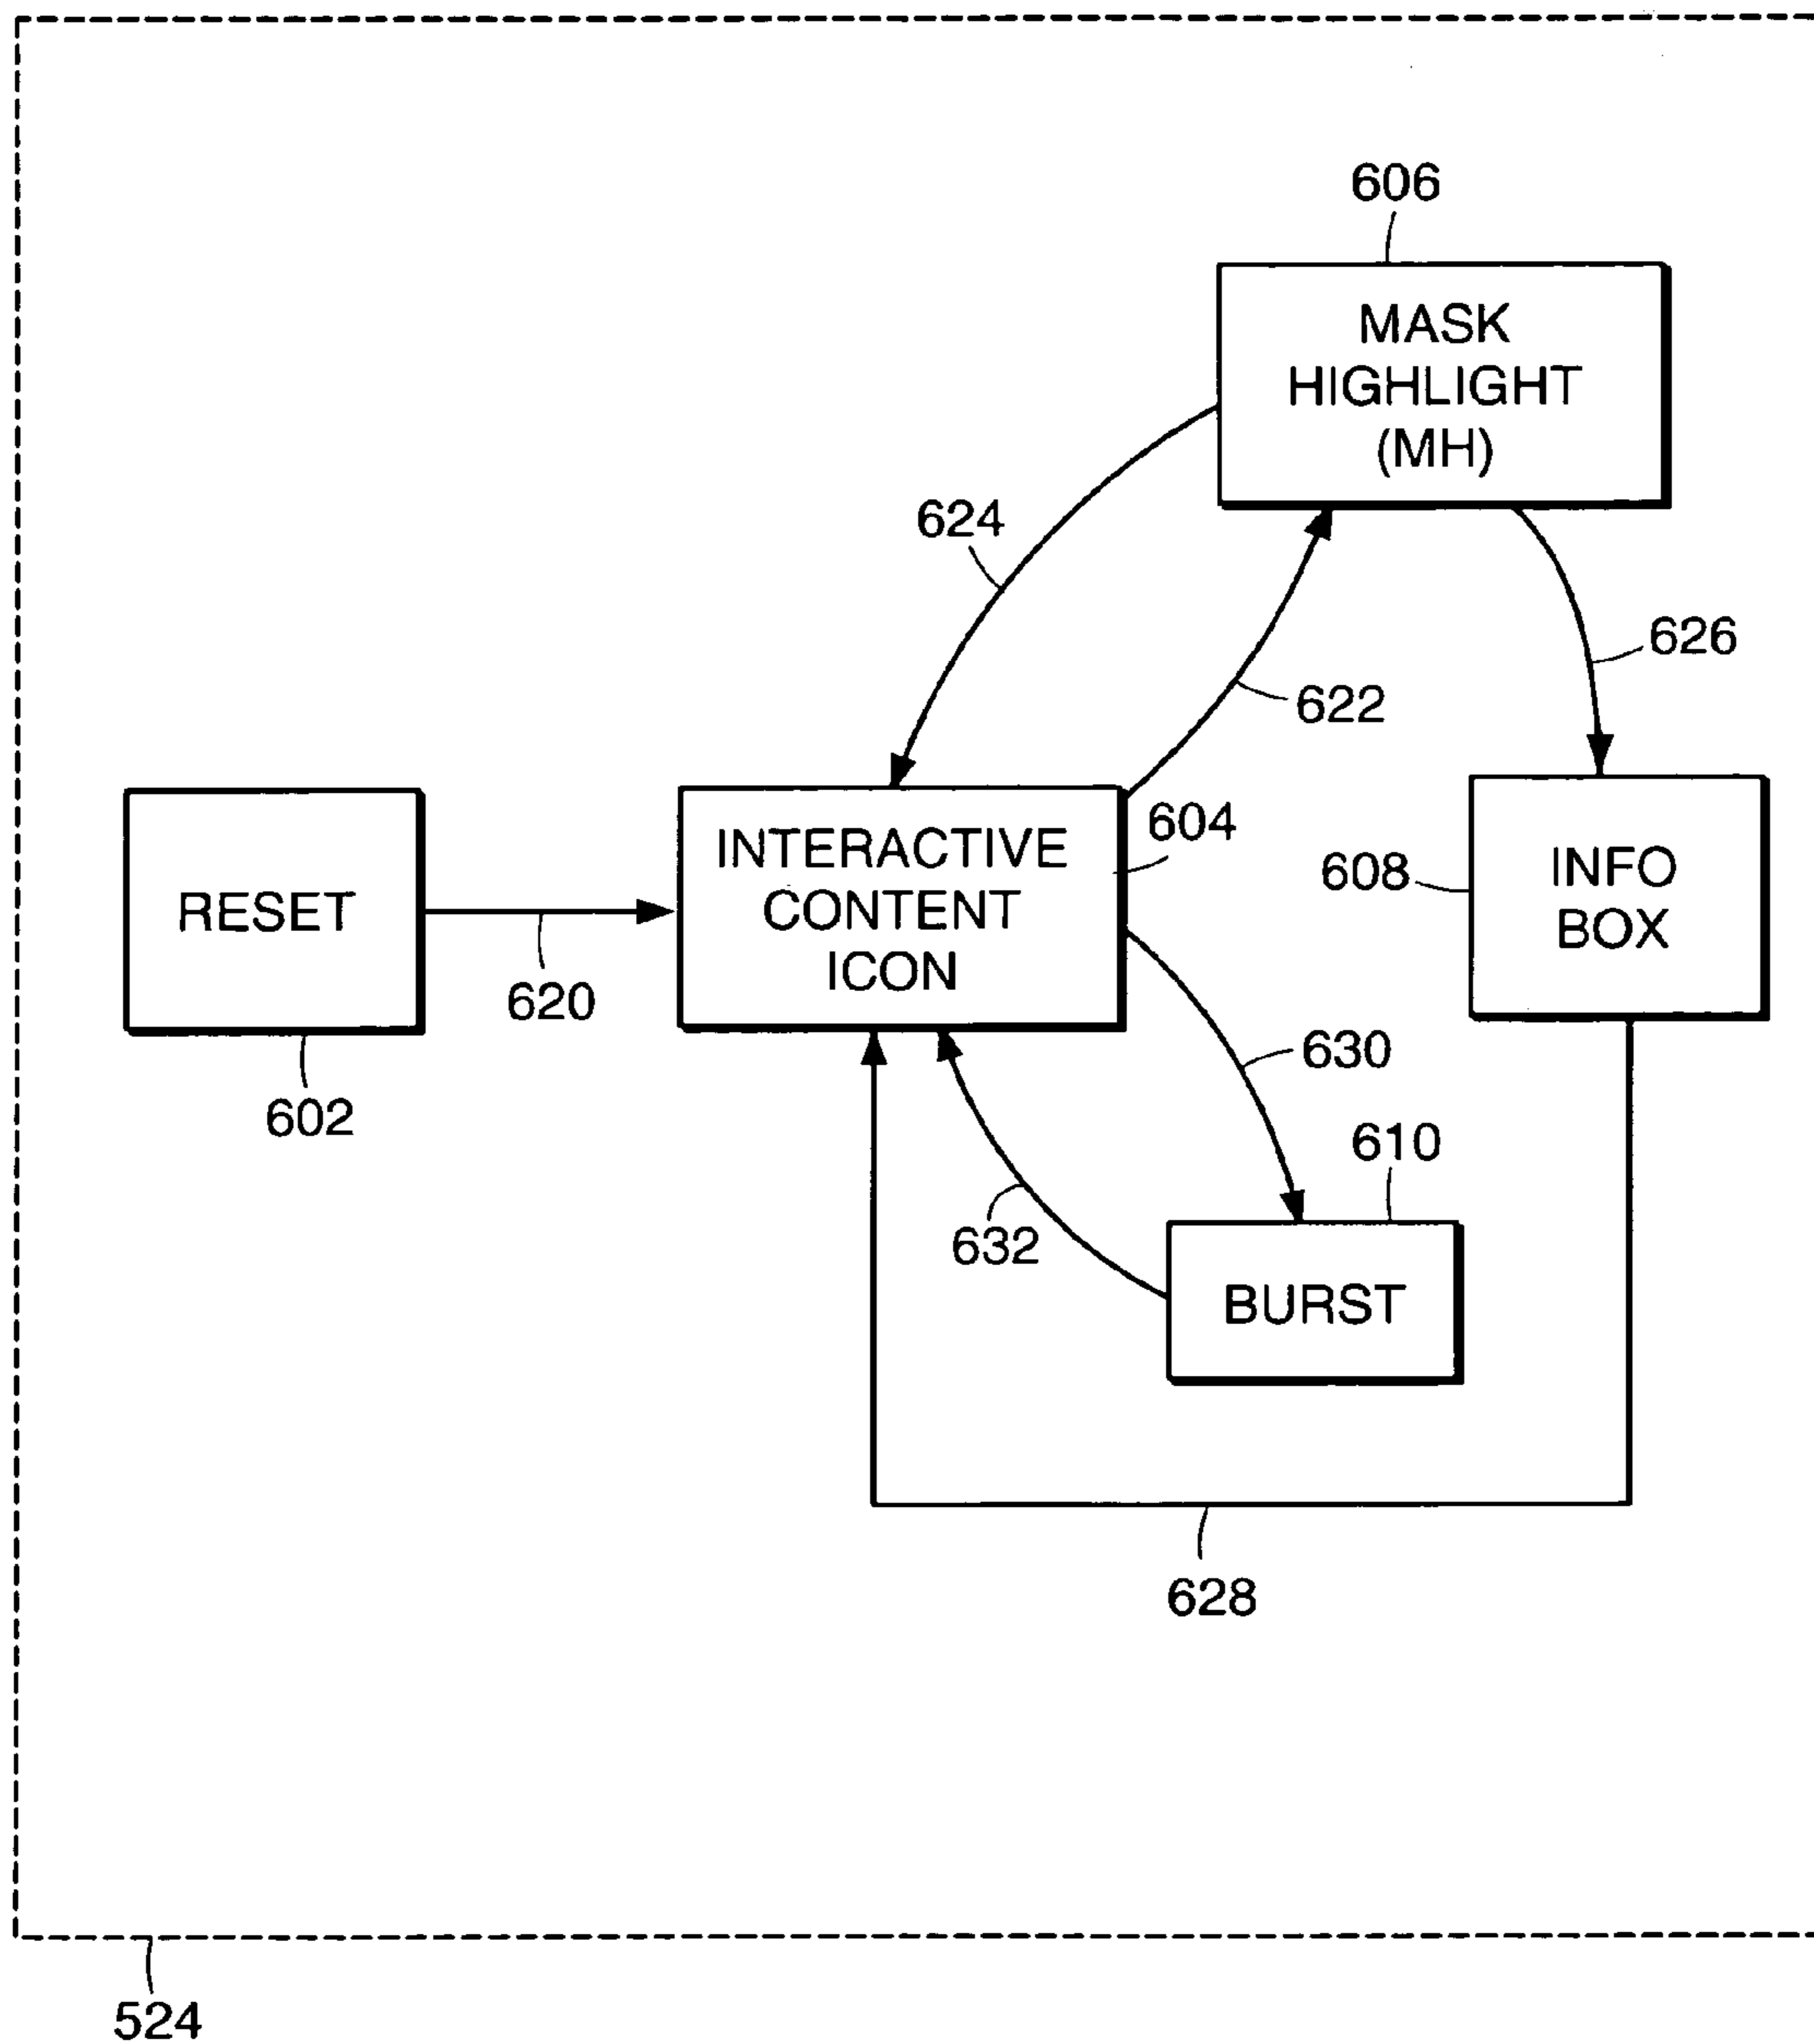 606
MASK
HIGHLIGHT
(MH)
624
626
622
604
INTERACTIVE
CONTENT
ICON
608
INFO
BOX
RESET
620
602
630
610
632
BURST
628
524